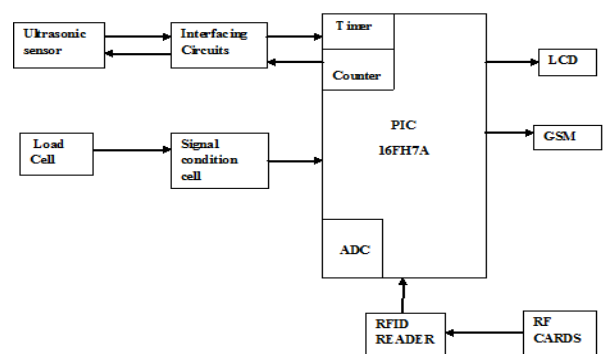 Ultrasonic
sensor
Interfacing
Circuits
Timer
Counter
LCD
PIC
16FH7A
GSM
Load
Cell
Signal
condition
cell
ADC
RFID
READER
RF
CARDS